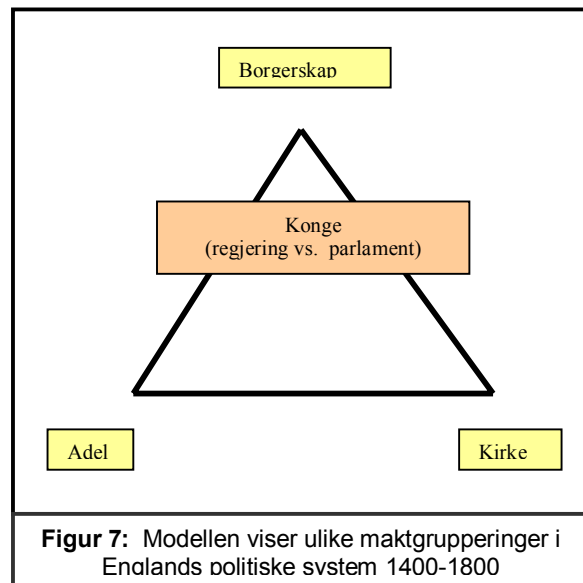 Borgerskap
Konge
(regjering vs. parlament)
Adel
Kirke
Figur 7: Modellen viser ulike maktgrupperinger i
Englands politiske system 1400-1800